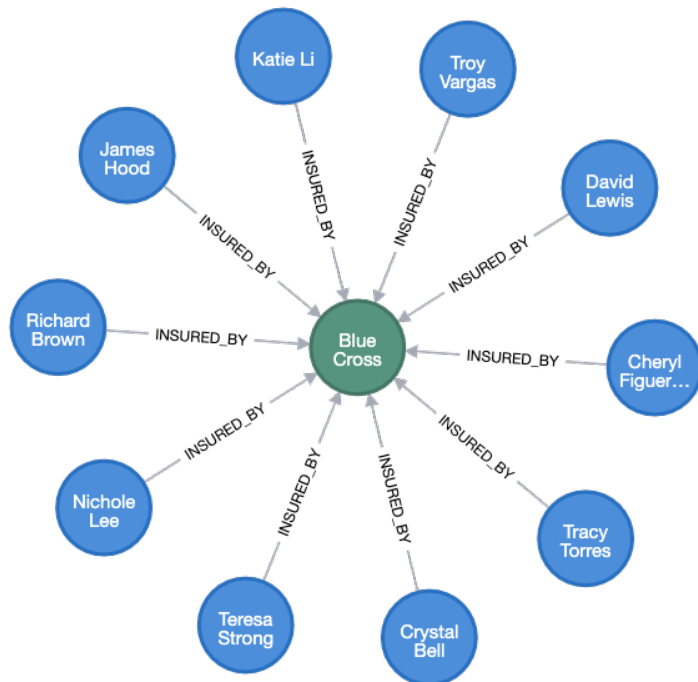 Katie Li
Troy
Vargas
James
Hood
INSURED_BY
INSURED_BY
David
Lewis
INSURED_BY
INSURED_BY
Richard
Brown
INSURED_BY
Blue
Cross
INSURED_BY
Cheryl
Figuer…
INSURED_BY
INSURED_BY
Nichole
Lee
INSURED_BY
INSURED_BY
Tracy
Torres
Teresa
Strong
Crystal
Bell